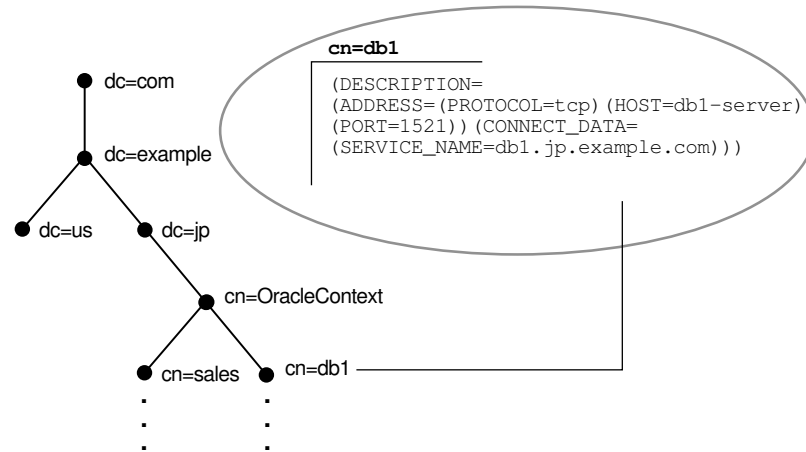 cn=db1
(DESCRIPTION=
(ADDRESS=(PROTOCOL=tcp)(HOST=db1-server)
(PORT=1521))(CONNECT_DATA=
(SERVICE_NAME=db1.jp.example.com)))
dc=com
dc=example
dc=us
dc=jp
cn=OracleContext
cn=sales
cn=db1